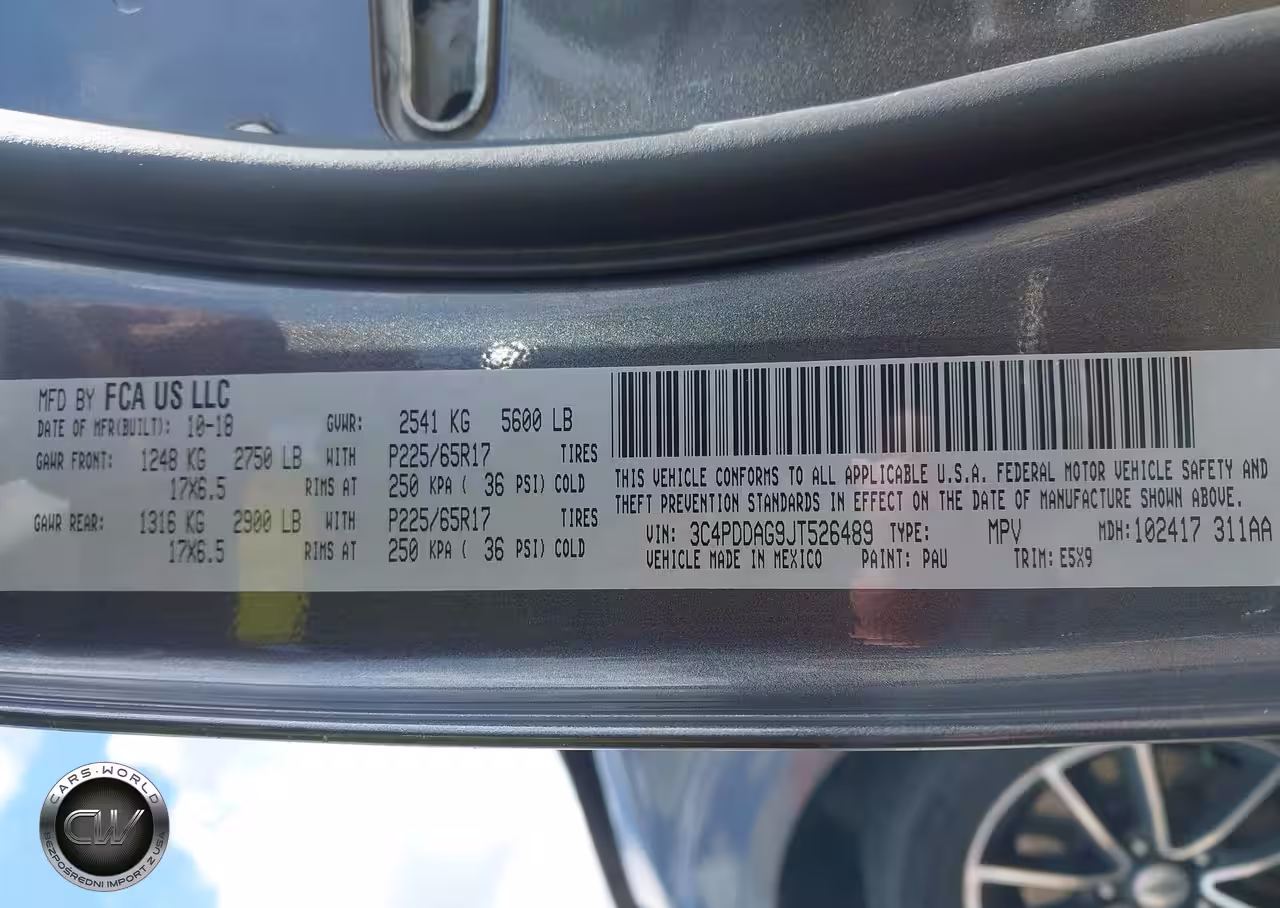 MFD BY FCA US LLC
DATE OF MFR(BUILT): 10-18 GVWR: 2541 KG 5600 LB
GAWR FRONT: 1248 KG 2750 LB WITH P225/65R17 TIRES
17X6.5 RIMS AT 250 KPA ( 36 PSI) COLD
GAWR REAR: 1316 KG 2900 LB WITH P225/65R17 TIRES
17X6.5 RIMS AT 250 KPA ( 36 PSI) COLD
THIS VEHICLE CONFORMS TO ALL APPLICABLE U.S.A. FEDERAL MOTOR VEHICLE SAFETY AND
THEFT PREVENTION STANDARDS IN EFFECT ON THE DATE OF MANUFACTURE SHOWN ABOVE.
VIN: 3C4PDDAG9JT526489 TYPE: MPV MDH: 102417 311AA
VEHICLE MADE IN MEXICO PAINT: PAU TRIM: E5X9
CARS·WORLD
CW
BEZPOŚREDNI IMPORT Z USA